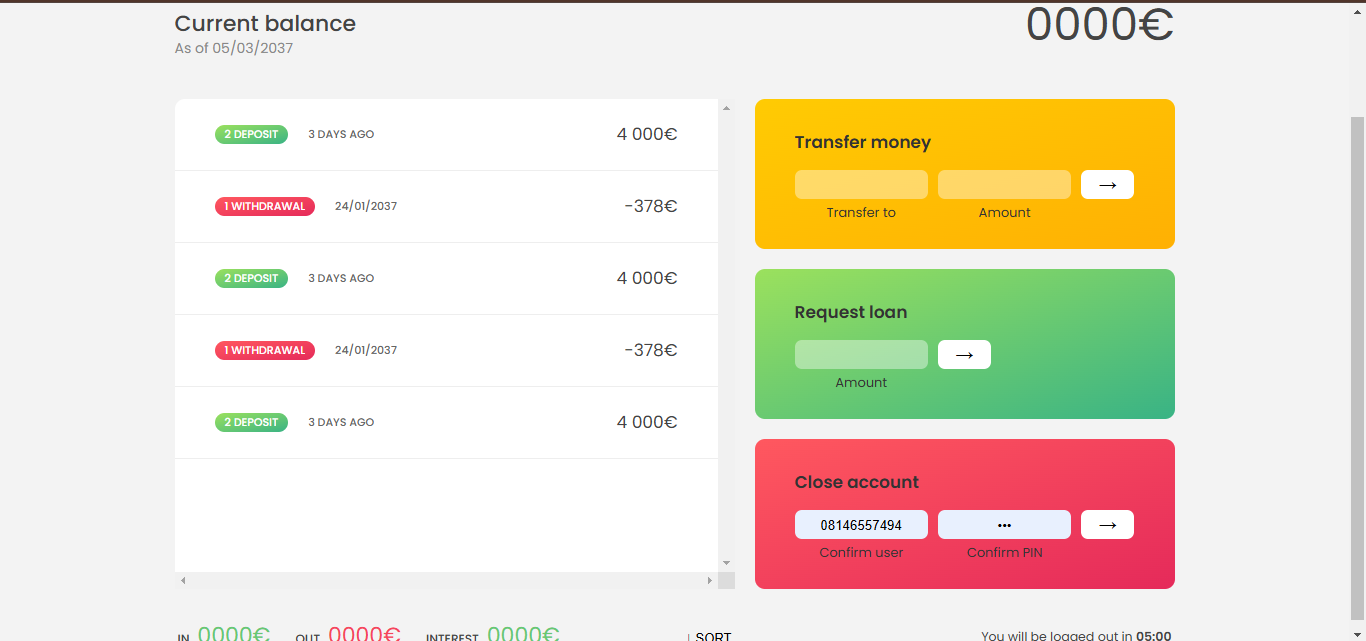 Current balance
0000€
As of 05/03/2037
2 DEPOSIT 3 DAYS AGO 4 000€
1 WITHDRAWAL 24/01/2037 -378€
2 DEPOSIT 3 DAYS AGO 4 000€
1 WITHDRAWAL 24/01/2037 -378€
2 DEPOSIT 3 DAYS AGO 4 000€
Transfer money
→
Transfer to Amount
Request loan
→
Amount
Close account
08146557494 ••• →
Confirm user Confirm PIN
IN 0000€ OUT 0000€ INTEREST 0000€ ↓ SORT
You will be logged out in 05:00